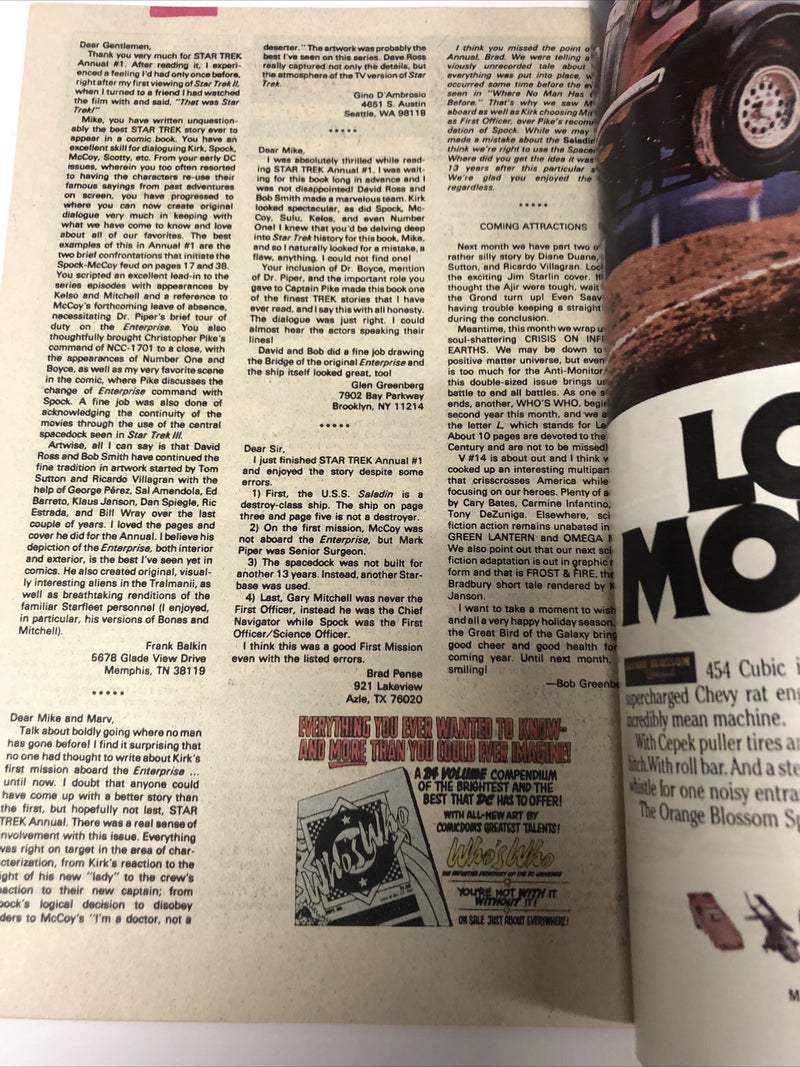 Dear Gentlemen,
Thank you very much for STAR TREK
Annual #1. After reading it, I experi-
enced a feeling I'd had only once before,
right after my first viewing of Star Trek II,
when I turned to a friend I had watched
the film with and said, "That was Star
Trek!"
Mike, you have written unquestion-
ably the best STAR TREK story ever to
appear in a comic book. You have an
excellent skill for dialoguing Kirk, Spock,
McCoy, Scotty, etc. From your early DC
issues, wherein you too often resorted
to having the characters re-use their
famous sayings from past adventures
on screen, you have progressed to
where you can now create original
dialogue very much in keeping with
what we have come to know and love
about all of our favorites. The best
examples of this in Annual #1 are the
two brief confrontations that initiate the
Spock-McCoy feud on pages 17 and 38.
You scripted an excellent lead-in to the
series episodes with appearances by
Kelso and Mitchell and a reference to
McCoy's forthcoming leave of absence,
necessitating Dr. Piper's brief tour of
duty on the Enterprise. You also
thoughtfully brought Christopher Pike's
command of NCC-1701 to a close, with
the appearances of Number One and
Boyce, as well as my very favorite scene
in the comic, where Pike discusses the
change of Enterprise command with
Spock. A fine job was also done of
acknowledging the continuity of the
movies through the use of the central
spacedock seen in Star Trek III.
Artwise, all I can say is that David
Ross and Bob Smith have continued the
fine tradition in artwork started by Tom
Sutton and Ricardo Villagran with the
help of George Pérez, Sal Amendola, Ed
Barreto, Klaus Janson, Dan Spiegle, Ric
Estrada, and Bill Wray over the last
couple of years. I loved the pages and
cover he did for the Annual. I believe his
depiction of the Enterprise, both interior
and exterior, is the best I've seen yet in
comics. He also created original, visual-
ly interesting aliens in the Tralmanii, as
well as breathtaking renditions of the
familiar Starfleet personnel (I enjoyed,
in particular, his versions of Bones and
Mitchell).
Frank Balkin
5678 Glade View Drive
Memphis, TN 38119
*****
Dear Mike and Marv,
Talk about boldly going where no man
has gone before! I find it surprising that
no one had thought to write about Kirk's
first mission aboard the Enterprise ...
until now. I doubt that anyone could
have come up with a better story than
the first, but hopefully not last, STAR
TREK Annual. There was a real sense of
nvolvement with this issue. Everything
was right on target in the area of char-
cterization, from Kirk's reaction to the
ight of his new "lady" to the crew's
action to their new captain; from
ock's logical decision to disobey
ders to McCoy's "I'm a doctor, not a
deserter." The artwork was probably the
best I've seen on this series. Dave Ross
really captured not only the details, but
the atmosphere of the TV version of Star
Trek.
Gino D'Ambrosio
4651 S. Austin
Seattle, WA 98118
*****
Dear Mike,
I was absolutely thrilled while read-
ing STAR TREK Annual #1. I was wait-
ing for this book long in advance and I
was not disappointed! David Ross and
Bob Smith made a marvelous team. Kirk
looked spectacular, as did Spock, Mc-
Coy, Sulu, Kelos, and even Number
One! I knew that you'd be delving deep
into Star Trek history for this book, Mike,
and so I naturally looked for a mistake, a
flaw, anything. I could not find one!
Your inclusion of Dr. Boyce, mention
of Dr. Piper, and the important role you
gave to Captain Pike made this book one
of the finest TREK stories that I have
ever read, and I say this with all honesty.
The dialogue was just right. I could
almost hear the actors speaking their
lines!
David and Bob did a fine job drawing
the Bridge of the original Enterprise and
the ship itself looked great, too!
Glen Greenberg
7902 Bay Parkway
Brooklyn, NY 11214
*****
Dear Sir,
I just finished STAR TREK Annual #1
and enjoyed the story despite some
errors.
1) First, the U.S.S. Saladin is a
destroy-class ship. The ship on page
three and page five is not a destroyer.
2) On the first mission, McCoy was
not aboard the Enterprise, but Mark
Piper was Senior Surgeon.
3) The spacedock was not built for
another 13 years. Instead, another Star-
base was used.
4) Last, Gary Mitchell was never the
First Officer, instead he was the Chief
Navigator while Spock was the First
Officer/Science Officer.
I think this was a good First Mission
even with the listed errors.
Brad Pense
921 Lakeview
Azle, TX 76020
I think you missed the point o
Annual, Brad. We were telling a
viously unrecorded tale about
everything was put into place, w
occurred some time before the e
seen in "Where No Man Has
Before." That's why we saw M
aboard as well as Kirk choosing Mit
as First Officer, over Pike's recom
dation of Spock. While we may
made a mistake about the Saladin
think we're right to use the Space
Where did you get the idea it was
13 years after this particular s
We're glad you enjoyed the
regardless.
*****
COMING ATTRACTIONS
Next month we have part two o
rather silly story by Diane Duane,
Sutton, and Ricardo Villagran. Loo
the exciting Jim Starlin cover. If
thought the Ajir were tough, wait
the Grond turn up! Even Saav
having trouble keeping a straight
during the conclusion.
Meantime, this month we wrap u
soul-shattering CRISIS ON INFI
EARTHS. We may be down to
positive matter universe, but even
is too much for the Anti-Monitor,
this double-sized issue brings us
battle to end all battles. As one s
ends, another, WHO'S WHO, begi
second year this month, and we a
the letter L, which stands for Le
About 10 pages are devoted to the
Century and are not to be missed!
V #14 is about out and I think w
cooked up an interesting multipart
that crisscrosses America while
focusing on our heroes. Plenty of a
by Cary Bates, Carmine Infantino,
Tony DeZuniga. Elsewhere, sci
fiction action remains unabated in
GREEN LANTERN and OMEGA M
We also point out that our next sci
fiction adaptation is out in graphic n
form and that is FROST & FIRE, the
Bradbury short tale rendered by K
Janson.
I want to take a moment to wish
and all a very happy holiday season.
the Great Bird of the Galaxy bring
good cheer and good health for
coming year. Until next month,
smiling!
—Bob Greenbe
EVERYTHING YOU EVER WANTED TO KNOW--
AND MORE THAN YOU COULD EVER IMAGINE!
A 24 VOLUME COMPENDIUM
OF THE BRIGHTEST AND THE
BEST THAT DC HAS TO OFFER!
WITH ALL-NEW ART BY
COMICDOM'S GREATEST TALENTS!
Who's Who
THE DEFINITIVE DIRECTORY OF THE DC UNIVERSE
YOU'RE NOT WITH IT
WITHOUT IT!
ON SALE JUST ABOUT EVERYWHERE!
Who's Who
LO
MO
454 Cubic i
supercharged Chevy rat eng
incredibly mean machine.
With Cepek puller tires a
hitch. With roll bar. And a ste
whistle for one noisy entra
The Orange Blossom Sp
M